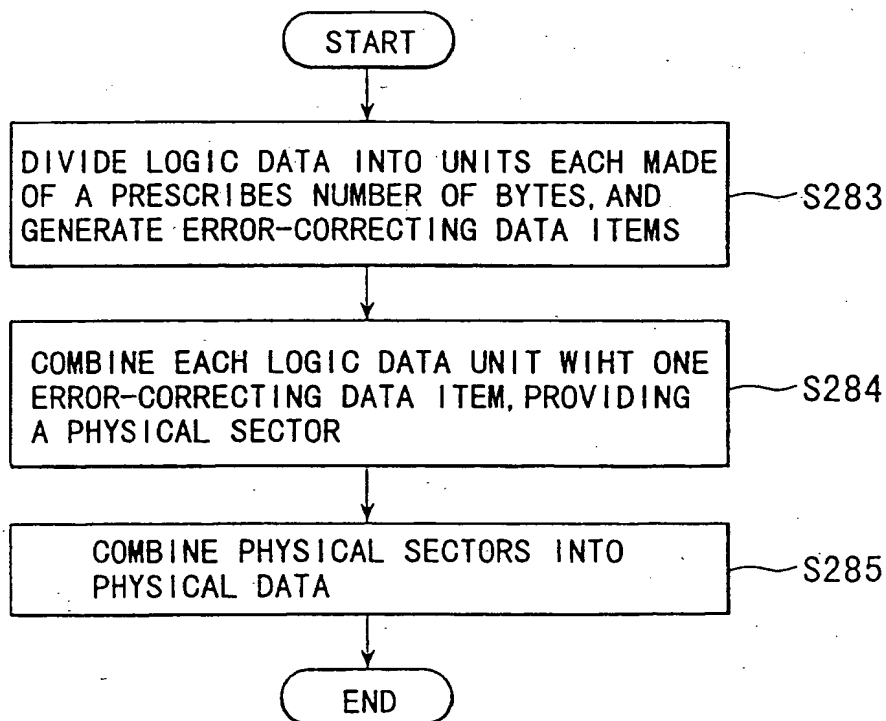 START
DIVIDE LOGIC DATA INTO UNITS EACH MADE
OF A PRESCRIBES NUMBER OF BYTES, AND
GENERATE ERROR-CORRECTING DATA ITEMS
S283
COMBINE EACH LOGIC DATA UNIT WIHT ONE
ERROR-CORRECTING DATA ITEM, PROVIDING
A PHYSICAL SECTOR
S284
COMBINE PHYSICAL SECTORS INTO
PHYSICAL DATA
S285
END